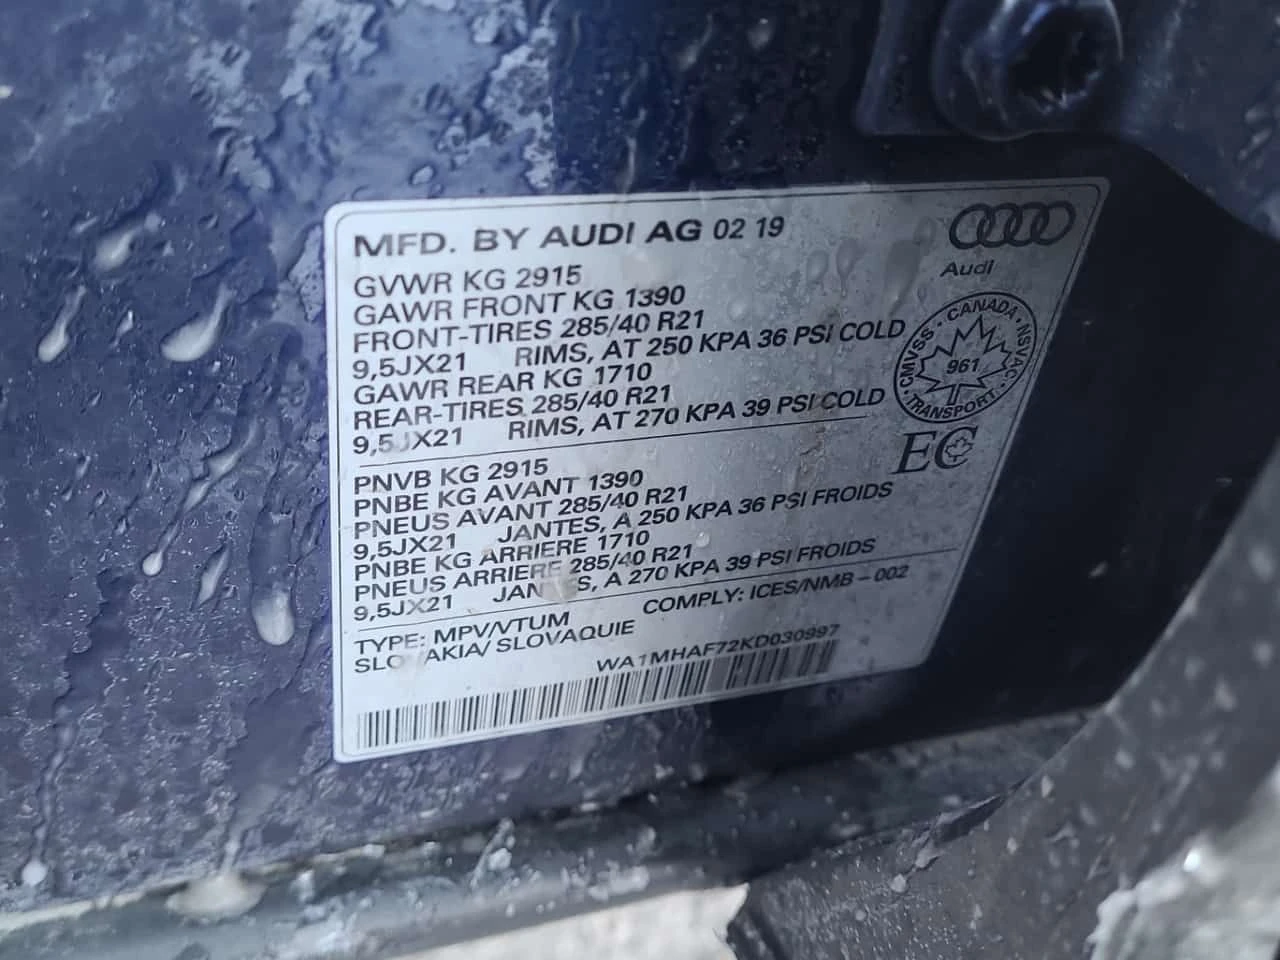 MFD. BY AUDI AG 02 19
Audi
GVWR KG 2915
GAWR FRONT KG 1390
FRONT-TIRES 285/40 R21
9,5JX21 RIMS, AT 250 KPA 36 PSI COLD
GAWR REAR KG 1710
REAR-TIRES 285/40 R21
9,5JX21 RIMS, AT 270 KPA 39 PSI COLD
CMVSS · CANADA · NSVAC · TRANSPORT
961
EC
PNVB KG 2915
PNBE KG AVANT 1390
PNEUS AVANT 285/40 R21
9,5JX21 JANTES, A 250 KPA 36 PSI FROIDS
PNBE KG ARRIERE 1710
PNEUS ARRIERE 285/40 R21
9,5JX21 JANTES, A 270 KPA 39 PSI FROIDS
TYPE: MPV/VTUM COMPLY: ICES/NMB – 002
SLOVAKIA/ SLOVAQUIE
WA1MHAF72KD030997